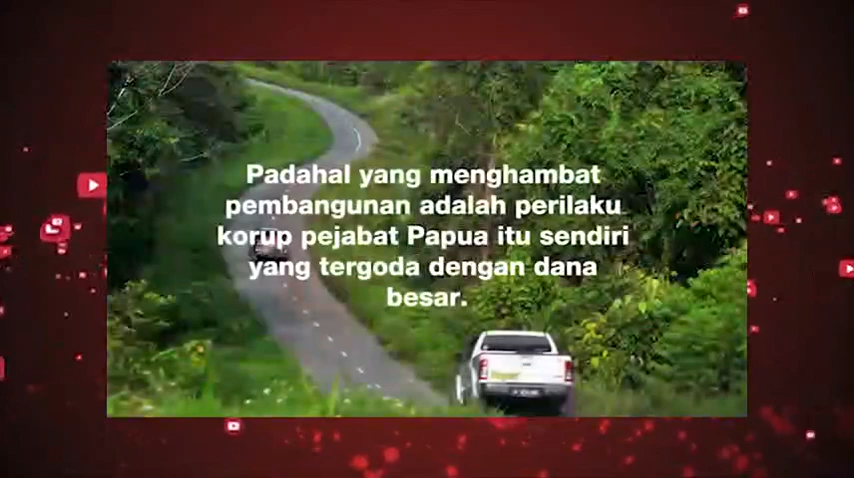 Padahal yang menghambat
pembangunan adalah perilaku
korup pejabat Papua itu sendiri
yang tergoda dengan dana
besar.